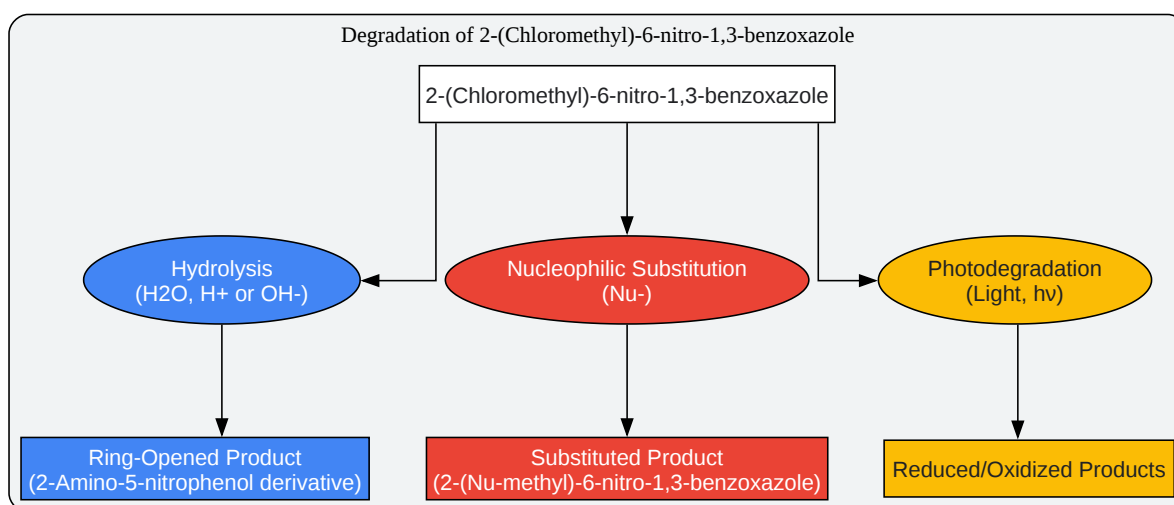 Degradation of 2-(Chloromethyl)-6-nitro-1,3-benzoxazole
2-(Chloromethyl)-6-nitro-1,3-benzoxazole
Hydrolysis
(H2O, H+ or OH-)
Nucleophilic Substitution
(Nu-)
Photodegradation
(Light, hν)
Ring-Opened Product
(2-Amino-5-nitrophenol derivative)
Substituted Product
(2-(Nu-methyl)-6-nitro-1,3-benzoxazole)
Reduced/Oxidized Products